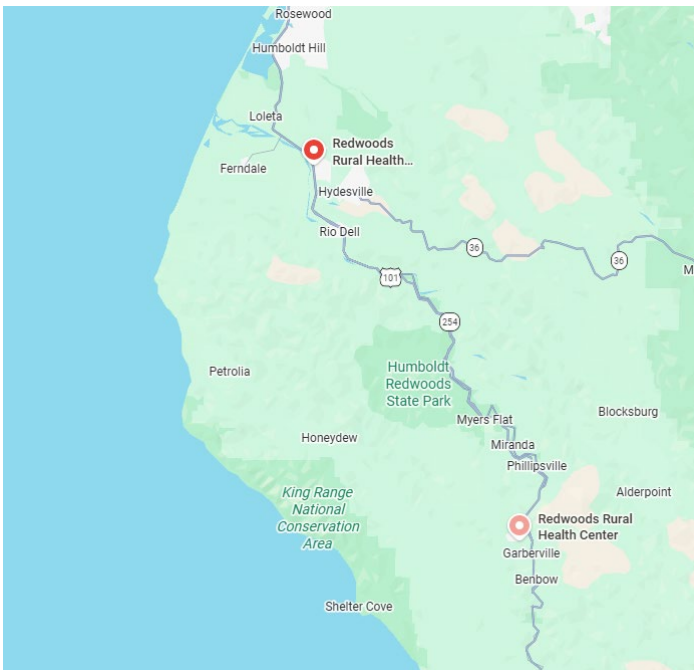 Rosewood
Humboldt Hill
Loleta
Redwoods
Rural Health...
Ferndale
Hydesville
Rio Dell
36
36
M
101
254
Petrolia
Humboldt
Redwoods
State Park
Blocksburg
Myers Flat
Honeydew
Miranda
Phillipsville
King Range
National
Conservation
Area
Alderpoint
Redwoods Rural
Health Center
Garberville
Benbow
Shelter Cove